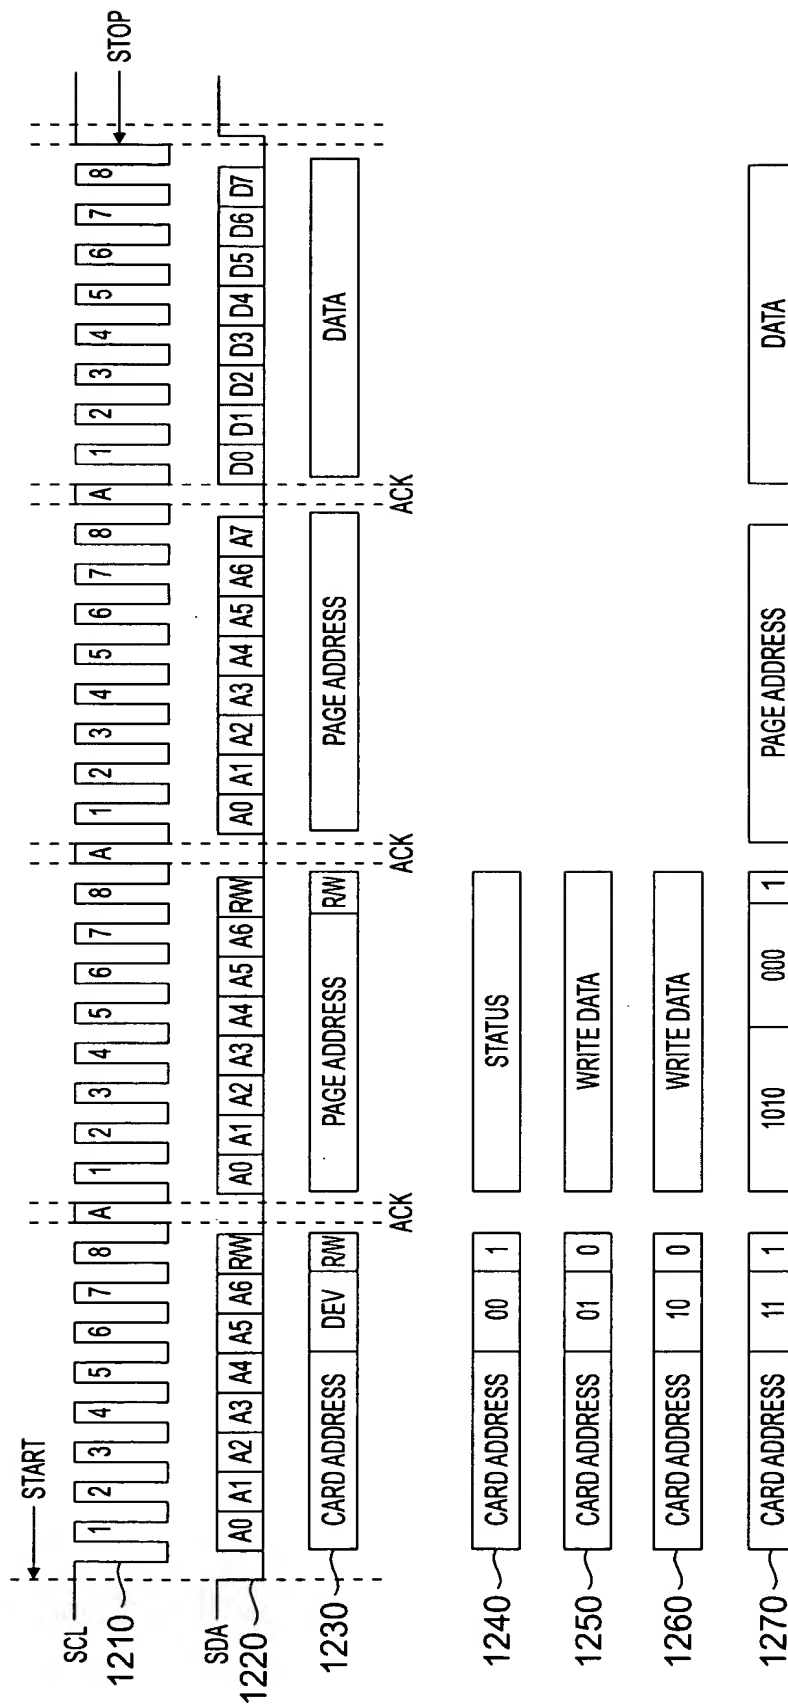 START
STOP
SCL
1 2 3 4 5 6 7 8 A 1 2 3 4 5 6 7 8 A 1 2 3 4 5 6 7 8 A 1 2 3 4 5 6 7 8
1210
SDA
A0 A1 A2 A3 A4 A5 A6 R/W A0 A1 A2 A3 A4 A5 A6 R/W A0 A1 A2 A3 A4 A5 A6 A7 D0 D1 D2 D3 D4 D5 D6 D7
1220
1230 CARD ADDRESS DEV R/W PAGE ADDRESS R/W PAGE ADDRESS DATA
ACK ACK ACK
1240 CARD ADDRESS 00 1 STATUS
1250 CARD ADDRESS 01 0 WRITE DATA
1260 CARD ADDRESS 10 0 WRITE DATA
1270 CARD ADDRESS 11 1 1010 000 1 PAGE ADDRESS DATA